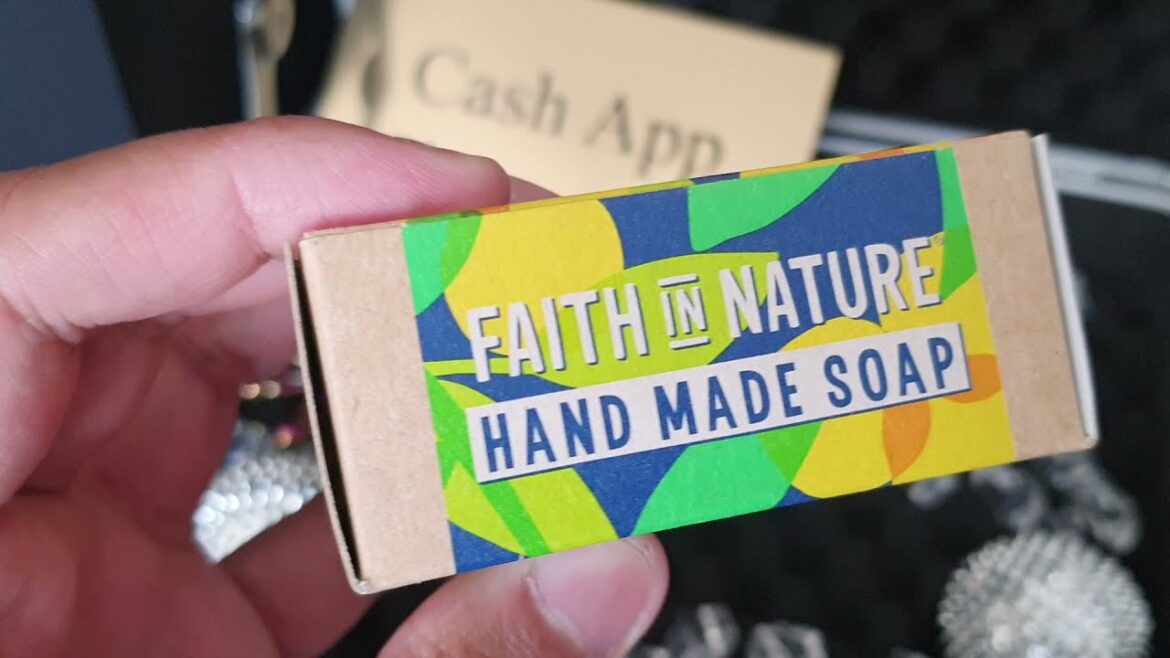 Cash App
FAITH IN NATURE®
HAND MADE SOAP